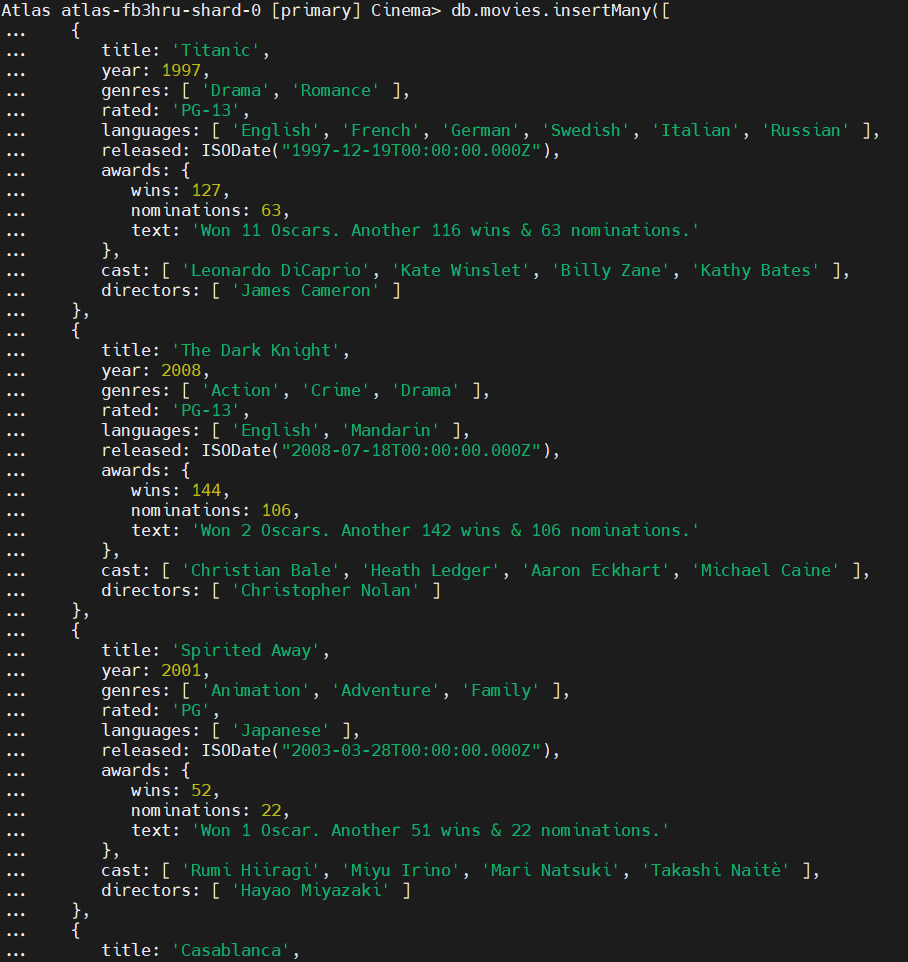 Atlas atlas-fb3hru-shard-0 [primary] Cinema> db.movies.insertMany([
...     {
...        title: 'Titanic',
...        year: 1997,
...        genres: [ 'Drama', 'Romance' ],
...        rated: 'PG-13',
...        languages: [ 'English', 'French', 'German', 'Swedish', 'Italian', 'Russian' ],
...        released: ISODate("1997-12-19T00:00:00.000Z"),
...        awards: {
...           wins: 127,
...           nominations: 63,
...           text: 'Won 11 Oscars. Another 116 wins & 63 nominations.'
...        },
...        cast: [ 'Leonardo DiCaprio', 'Kate Winslet', 'Billy Zane', 'Kathy Bates' ],
...        directors: [ 'James Cameron' ]
...     },
...     {
...        title: 'The Dark Knight',
...        year: 2008,
...        genres: [ 'Action', 'Crime', 'Drama' ],
...        rated: 'PG-13',
...        languages: [ 'English', 'Mandarin' ],
...        released: ISODate("2008-07-18T00:00:00.000Z"),
...        awards: {
...           wins: 144,
...           nominations: 106,
...           text: 'Won 2 Oscars. Another 142 wins & 106 nominations.'
...        },
...        cast: [ 'Christian Bale', 'Heath Ledger', 'Aaron Eckhart', 'Michael Caine' ],
...        directors: [ 'Christopher Nolan' ]
...     },
...     {
...        title: 'Spirited Away',
...        year: 2001,
...        genres: [ 'Animation', 'Adventure', 'Family' ],
...        rated: 'PG',
...        languages: [ 'Japanese' ],
...        released: ISODate("2003-03-28T00:00:00.000Z"),
...        awards: {
...           wins: 52,
...           nominations: 22,
...           text: 'Won 1 Oscar. Another 51 wins & 22 nominations.'
...        },
...        cast: [ 'Rumi Hiiragi', 'Miyu Irino', 'Mari Natsuki', 'Takashi Naitè' ],
...        directors: [ 'Hayao Miyazaki' ]
...     },
...     {
...        title: 'Casablanca',